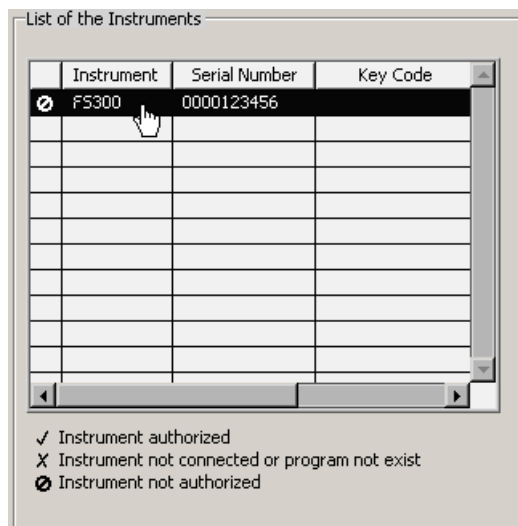 List of the Instruments
Instrument Serial Number Key Code
FS300 0000123456
✓ Instrument authorized
X Instrument not connected or program not exist
⊘ Instrument not authorized